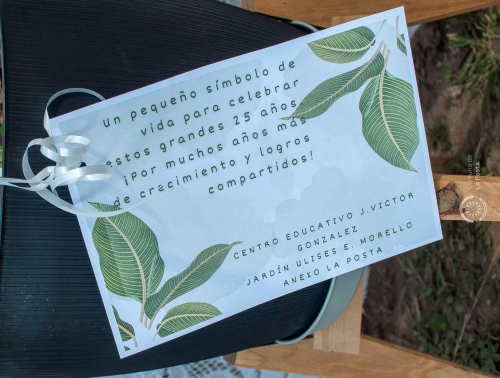 un pequeño símbolo de
vida para celebrar
estos grandes 25 años
¡Por muchos años más
de crecimiento y logros
compartidos!
CENTRO EDUCATIVO J.VICTOR
GONZALEZ
JARDÍN ULISES E. MORELLO
ANEXO LA POSTA